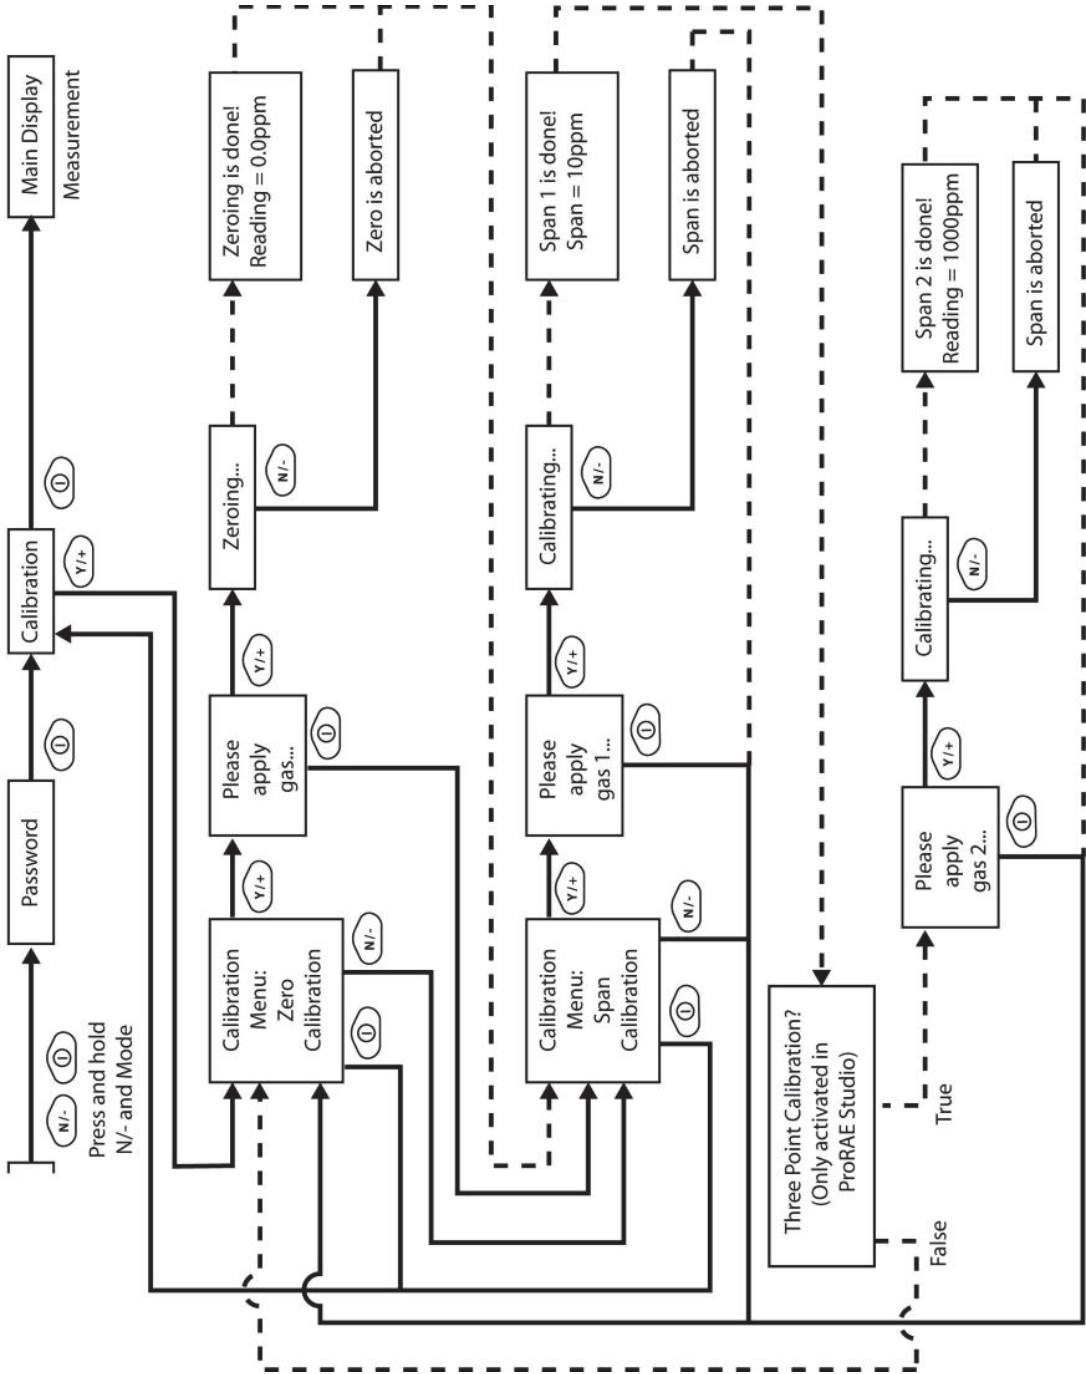 N/-
Press and hold
N/- and Mode
Password
Calibration
Y/+
Main Display
Measurement
Calibration
Menu:
Zero
Calibration
N/-
Y/+
Please
apply
gas...
Y/+
Zeroing...
N/-
Zeroing is done!
Reading = 0.0ppm
Zero is aborted
Calibration
Menu:
Span
Calibration
N/-
Y/+
Please
apply
gas 1...
Y/+
Calibrating...
N/-
Span 1 is done!
Span = 10ppm
Span is aborted
Three Point Calibration?
(Only activated in
ProRAE Studio)
False
True
Please
apply
gas 2...
Y/+
Calibrating...
N/-
Span 2 is done!
Reading = 1000ppm
Span is aborted